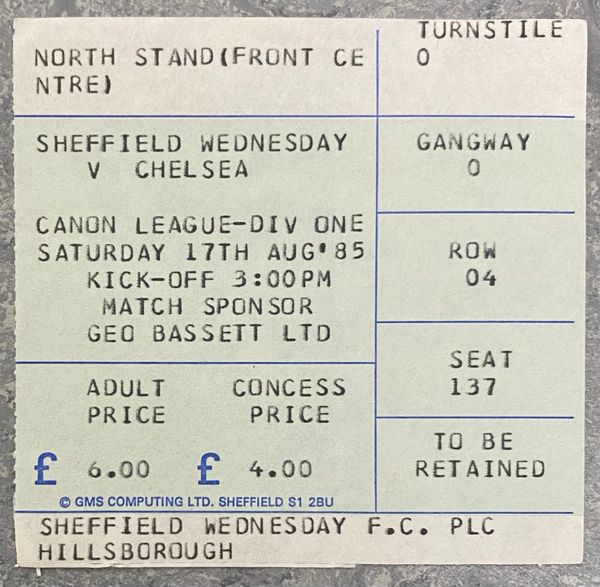 NORTH STAND(FRONT CE
NTRE)
TURNSTILE
0
SHEFFIELD WEDNESDAY
V CHELSEA
CANON LEAGUE-DIV ONE
SATURDAY 17TH AUG'85
KICK-OFF 3:00PM
MATCH SPONSOR
GEO BASSETT LTD
GANGWAY
0
ROW
04
SEAT
137
ADULT CONCESS
PRICE PRICE
£ 6.00 £ 4.00
© GMS COMPUTING LTD. SHEFFIELD S1 2BU
TO BE
RETAINED
SHEFFIELD WEDNESDAY F.C. PLC
HILLSBOROUGH